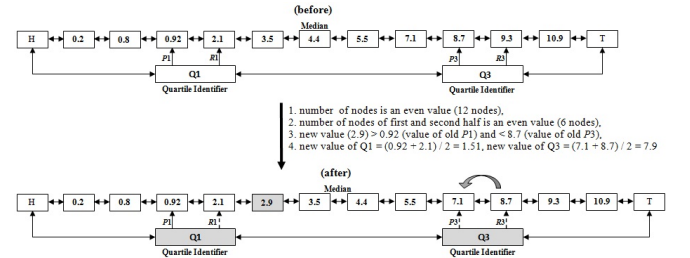 (before)
Median
H 0.2 0.8 0.92 2.1 3.5 4.4 5.5 7.1 8.7 9.3 10.9 T
P1 R1 P3 R3
Q1 Q3
Quartile Identifier Quartile Identifier
1. number of nodes is an even value (12 nodes),
2. number of nodes of first and second half is an even value (6 nodes),
3. new value (2.9) > 0.92 (value of old P1) and < 8.7 (value of old P3),
4. new value of Q1 = (0.92 + 2.1) / 2 = 1.51, new value of Q3 = (7.1 + 8.7) / 2 = 7.9
(after)
Median
H 0.2 0.8 0.92 2.1 2.9 3.5 4.4 5.5 7.1 8.7 9.3 10.9 T
P1 R1 P3 R3
Q1 Q3
Quartile Identifier Quartile Identifier